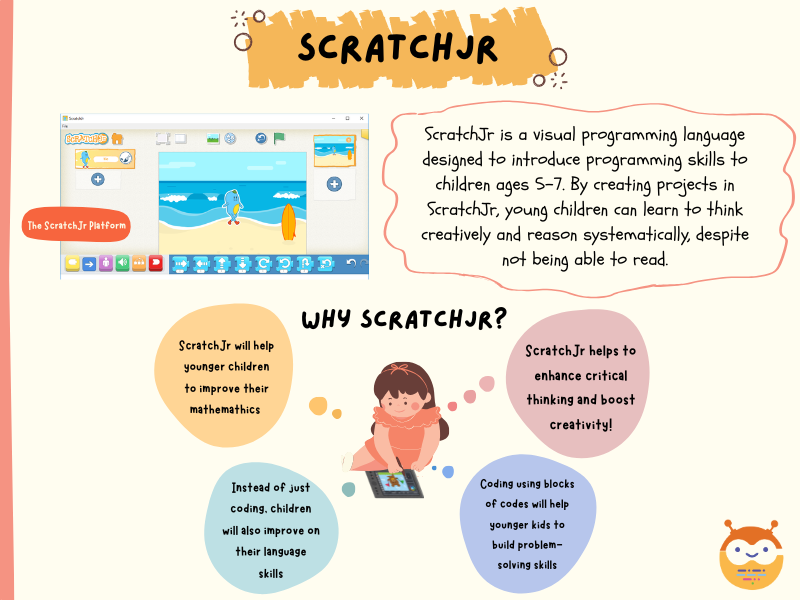 SCRATCHJR
ScratchJr
File
SCRATCHJR
The ScratchJr Platform
ScratchJr is a visual programming language
designed to introduce programming skills to
children ages 5-7. By creating projects in
ScratchJr, young children can learn to think
creatively and reason systematically, despite
not being able to read.
WHY SCRATCHJR?
ScratchJr will help
younger children
to improve their
mathemathics
ScratchJr helps to
enhance critical
thinking and boost
creativity!
Instead of just
coding, children
will also improve on
their language
skills
Coding using blocks
of codes will help
younger kids to
build problem-
solving skills